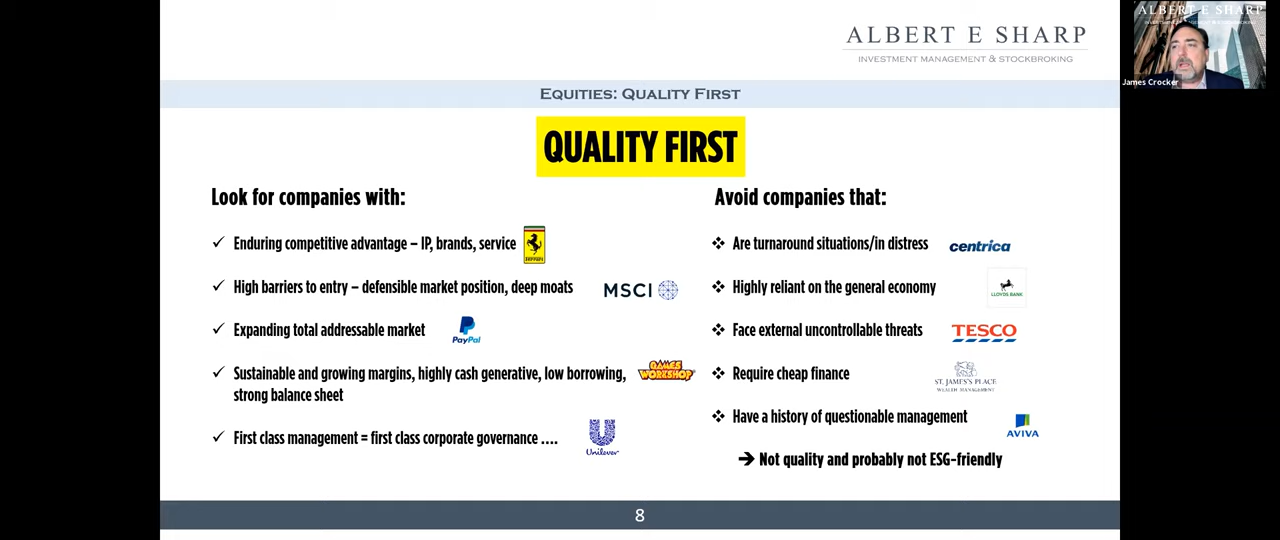 ALBERT E SHARP
INVESTMENT MANAGEMENT & STOCKBROKING
ALBERT E SHARP
James Crocker
EQUITIES: QUALITY FIRST
QUALITY FIRST
Look for companies with:
✓ Enduring competitive advantage – IP, brands, service
Ferrari
✓ High barriers to entry – defensible market position, deep moats
MSCI
✓ Expanding total addressable market
PayPal
✓ Sustainable and growing margins, highly cash generative, low borrowing,
strong balance sheet
GAMES
WORKSHOP
✓ First class management = first class corporate governance ....
Unilever
Avoid companies that:
❖ Are turnaround situations/in distress
centrica
❖ Highly reliant on the general economy
LLOYDS BANK
❖ Face external uncontrollable threats
TESCO
❖ Require cheap finance
ST. JAMES'S PLACE
WEALTH MANAGEMENT
❖ Have a history of questionable management
AVIVA
➔ Not quality and probably not ESG-friendly
8